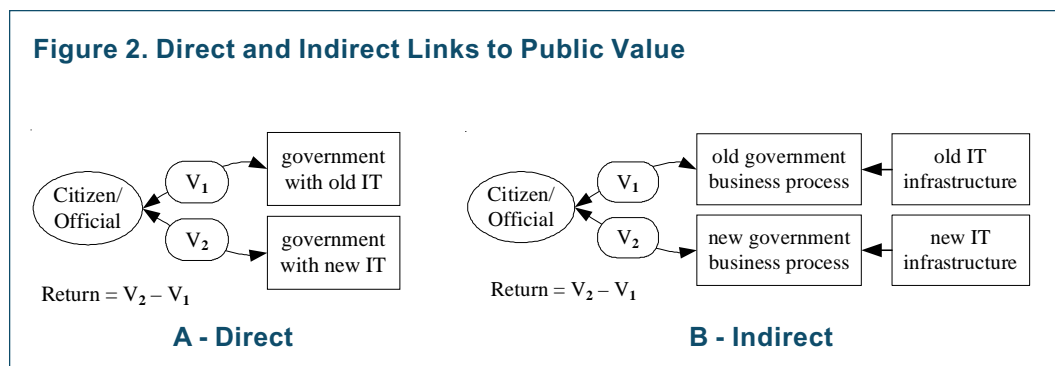 Figure 2. Direct and Indirect Links to Public Value
Citizen/
Official
V₁
V₂
government
with old IT
government
with new IT
Return = V₂ – V₁
A - Direct
Citizen/
Official
V₁
V₂
old government
business process
new government
business process
old IT
infrastructure
new IT
infrastructure
Return = V₂ – V₁
B - Indirect